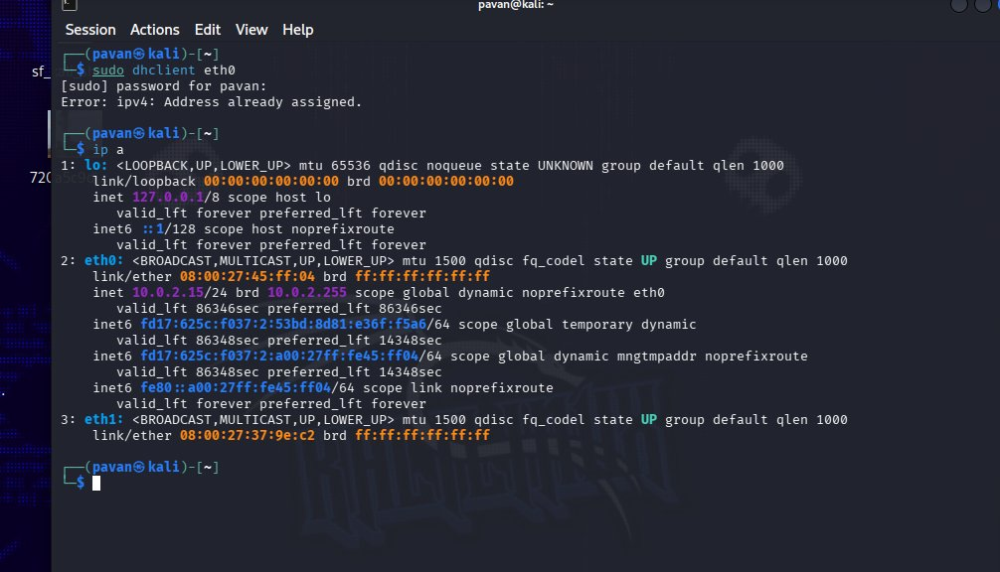 pavan@kali: ~
Session Actions Edit View Help
┌──(pavan㉿kali)-[~]
└─$ sudo dhclient eth0
[sudo] password for pavan:
Error: ipv4: Address already assigned.
┌──(pavan㉿kali)-[~]
└─$ ip a
1: lo: <LOOPBACK,UP,LOWER_UP> mtu 65536 qdisc noqueue state UNKNOWN group default qlen 1000
link/loopback 00:00:00:00:00:00 brd 00:00:00:00:00:00
inet 127.0.0.1/8 scope host lo
valid_lft forever preferred_lft forever
inet6 ::1/128 scope host noprefixroute
valid_lft forever preferred_lft forever
2: eth0: <BROADCAST,MULTICAST,UP,LOWER_UP> mtu 1500 qdisc fq_codel state UP group default qlen 1000
link/ether 08:00:27:45:ff:04 brd ff:ff:ff:ff:ff:ff
inet 10.0.2.15/24 brd 10.0.2.255 scope global dynamic noprefixroute eth0
valid_lft 86346sec preferred_lft 86346sec
inet6 fd17:625c:f037:2:53bd:8d81:e36f:f5a6/64 scope global temporary dynamic
valid_lft 86348sec preferred_lft 14348sec
inet6 fd17:625c:f037:2:a00:27ff:fe45:ff04/64 scope global dynamic mngtmpaddr noprefixroute
valid_lft 86348sec preferred_lft 14348sec
inet6 fe80::a00:27ff:fe45:ff04/64 scope link noprefixroute
valid_lft forever preferred_lft forever
3: eth1: <BROADCAST,MULTICAST,UP,LOWER_UP> mtu 1500 qdisc fq_codel state UP group default qlen 1000
link/ether 08:00:27:37:9e:c2 brd ff:ff:ff:ff:ff:ff
┌──(pavan㉿kali)-[~]
└─$
sf_